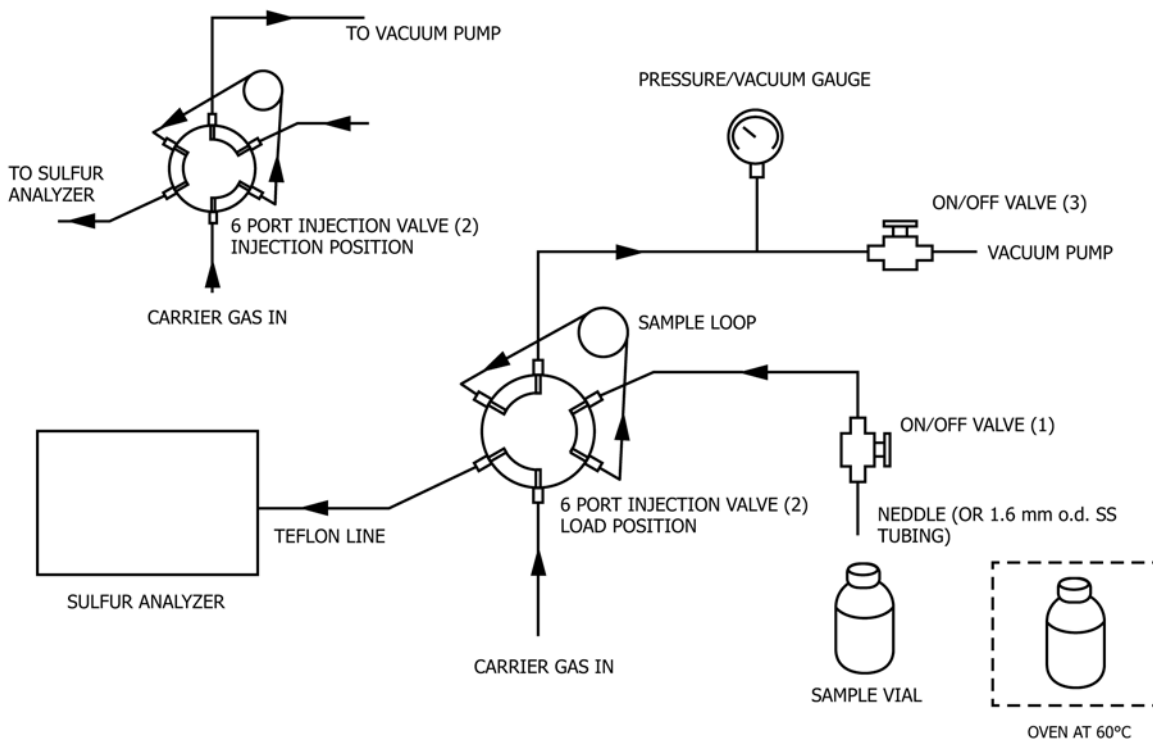 TO VACUUM PUMP
PRESSURE/VACUUM GAUGE
TO SULFUR
ANALYZER
ON/OFF VALVE (3)
6 PORT INJECTION VALVE (2)
INJECTION POSITION
VACUUM PUMP
CARRIER GAS IN
SAMPLE LOOP
ON/OFF VALVE (1)
6 PORT INJECTION VALVE (2)
LOAD POSITION
NEDDLE (OR 1.6 mm o.d. SS
TUBING)
TEFLON LINE
SULFUR ANALYZER
CARRIER GAS IN
SAMPLE VIAL
OVEN AT 60°C